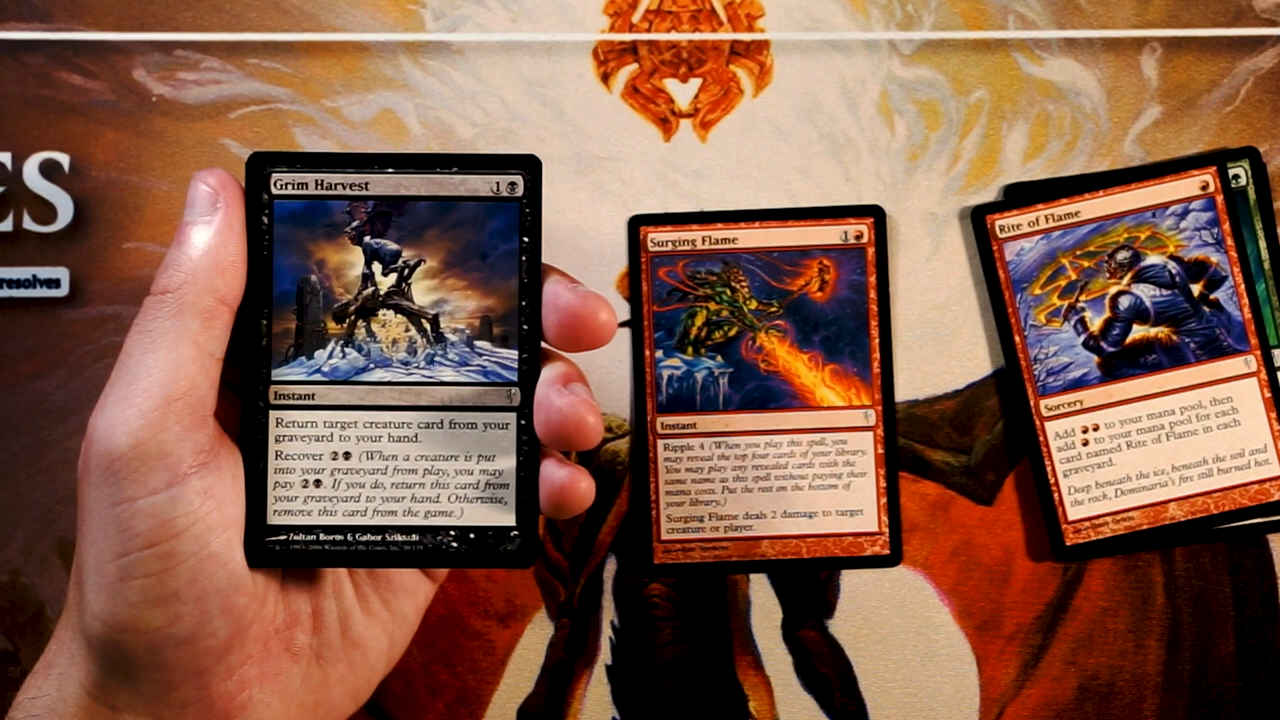 ES
resolves
Grim Harvest
1
Instant
Return target creature card from your
graveyard to your hand.
Recover 2 (When a creature is put
into your graveyard from play, you may
pay 2. If you do, return this card from
your graveyard to your hand. Otherwise,
remove this card from the game.)
Zoltan Boros & Gabor Szikszai
Surging Flame
1
Instant
Ripple 4 (When you play this spell, you
may reveal the top four cards of your library.
You may play any revealed cards with the
same name as this spell without paying their
mana costs. Put the rest on the bottom of
your library.)
Surging Flame deals 2 damage to target
creature or player.
Rite of Flame
Sorcery
Add to your mana pool, then
add to your mana pool for each
card named Rite of Flame in each
graveyard.
Deep beneath the ice, beneath the soil and
the rock, Dominaria's fire still burned hot.